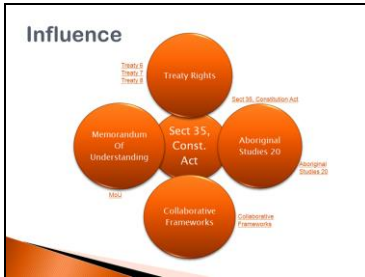 Influence
Treaty 6
Treaty 7
Treaty 8
Treaty Rights
Sect 35, Constitution Act
Memorandum
Of
Understanding
Sect 35,
Const.
Act
Aboriginal
Studies 20
Aboriginal
Studies 20
MoU
Collaborative
Frameworks
Collaborative
Frameworks